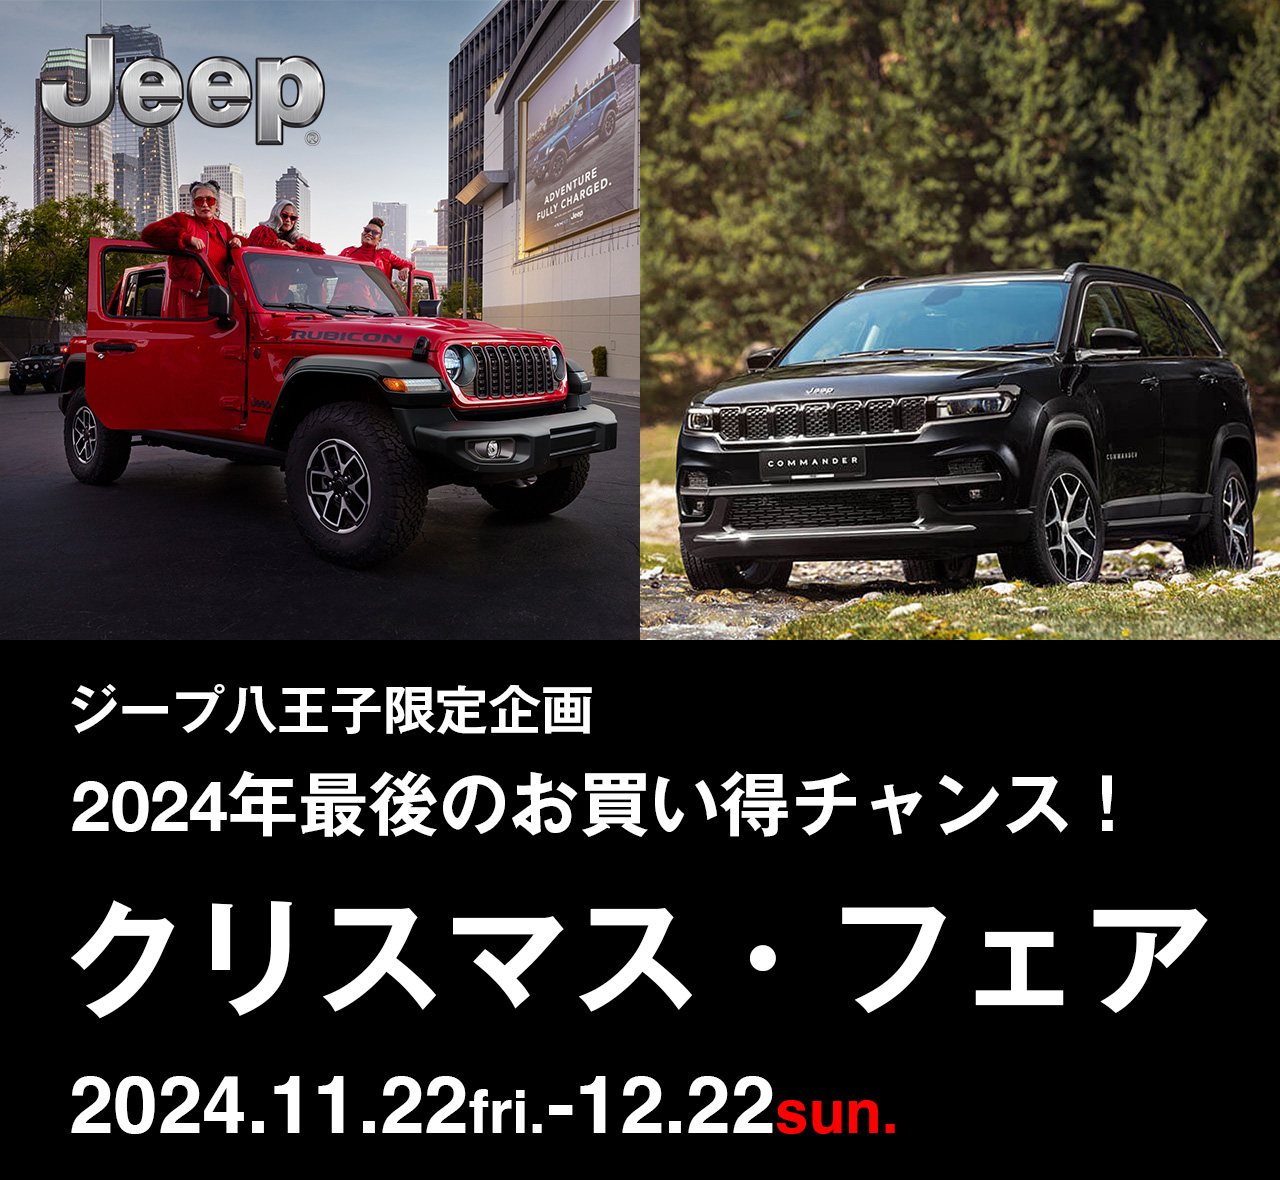 Jeep®
ADVENTURE
FULLY CHARGED.
Jeep
RUBICON
Jeep
Jeep
COMMANDER
COMMANDER
ジープ八王子限定企画
2024年最後のお買い得チャンス！
クリスマス・フェア
2024.11.22fri.-12.22sun.